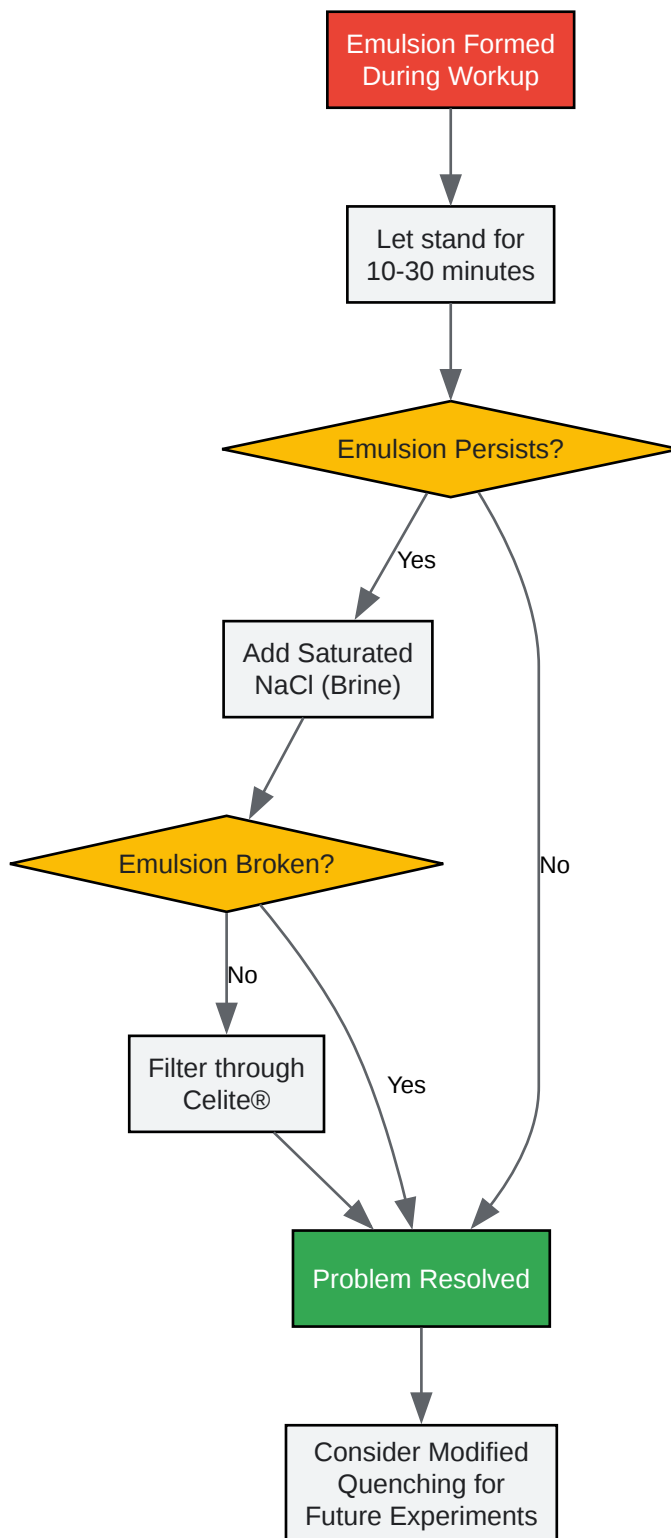 Emulsion Formed
During Workup
Let stand for
10-30 minutes
Emulsion Persists?
Yes
Add Saturated
NaCl (Brine)
Emulsion Broken?
No
No
Filter through
Celite®
Yes
Problem Resolved
Consider Modified
Quenching for
Future Experiments